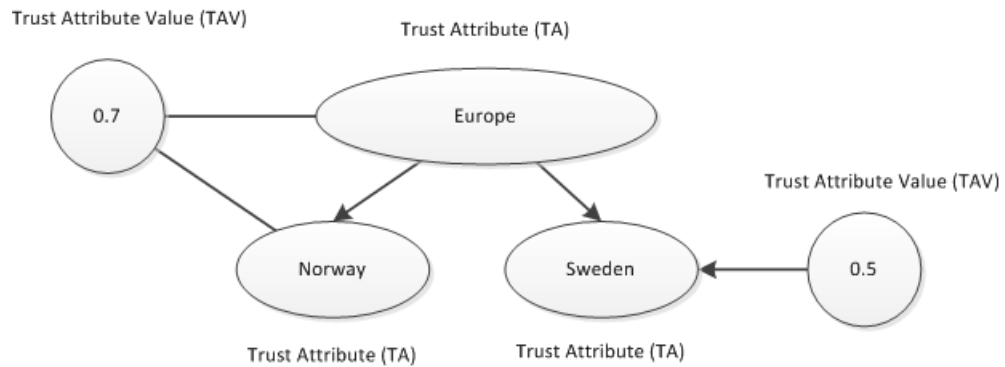 Trust Attribute Value (TAV)
Trust Attribute (TA)
0.7
Europe
Trust Attribute Value (TAV)
Norway
Sweden
0.5
Trust Attribute (TA)
Trust Attribute (TA)